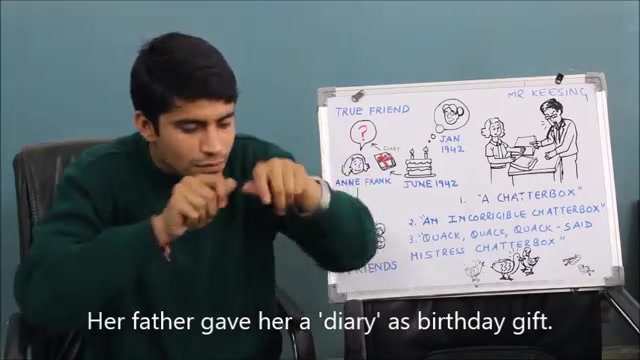 MR KEESING
TRUE FRIEND
?
DIARY
JAN
1942
ANNE FRANK
JUNE 1942
1. "A CHATTERBOX"
2. "AN INCORRIGIBLE CHATTERBOX"
3. "QUACK, QUACK, QUACK - SAID
MISTRESS CHATTERBOX"
FRIENDS
Her father gave her a 'diary' as birthday gift.